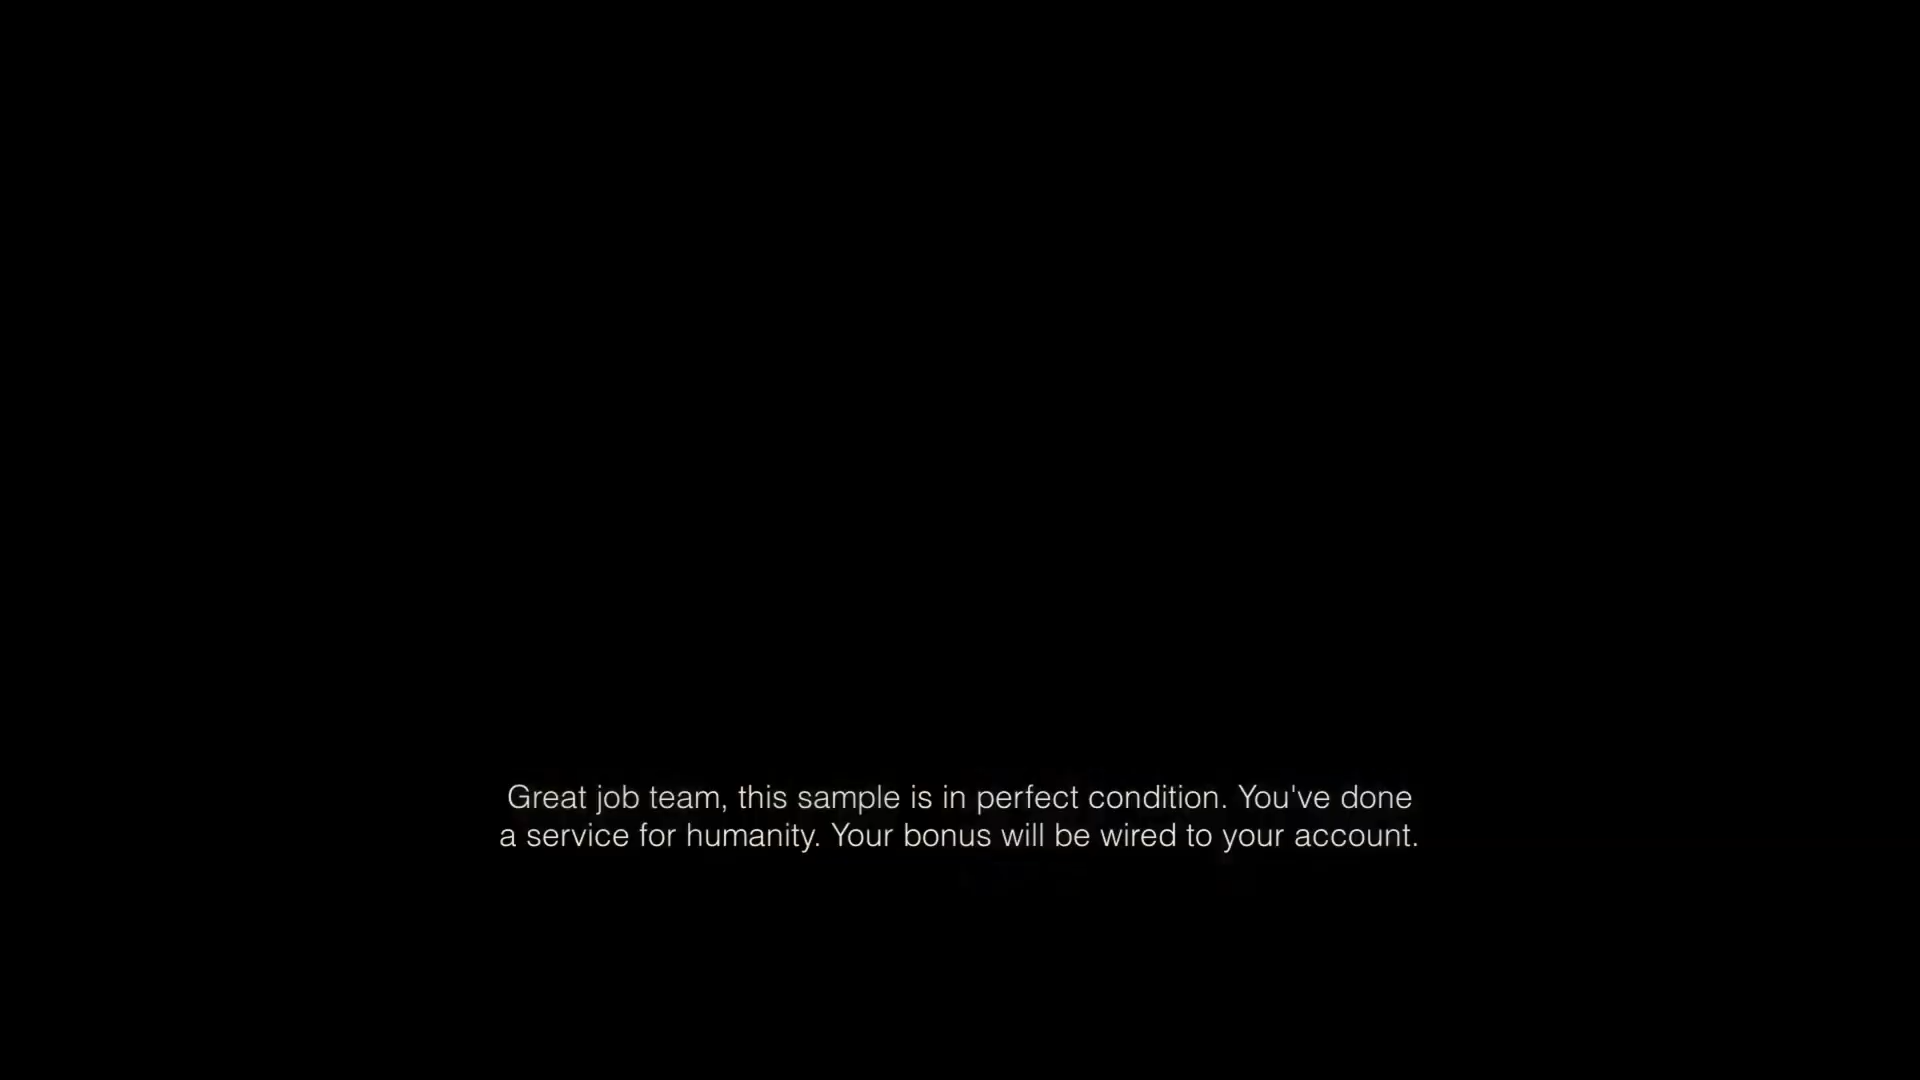 Great job team, this sample is in perfect condition. You've done
a service for humanity. Your bonus will be wired to your account.